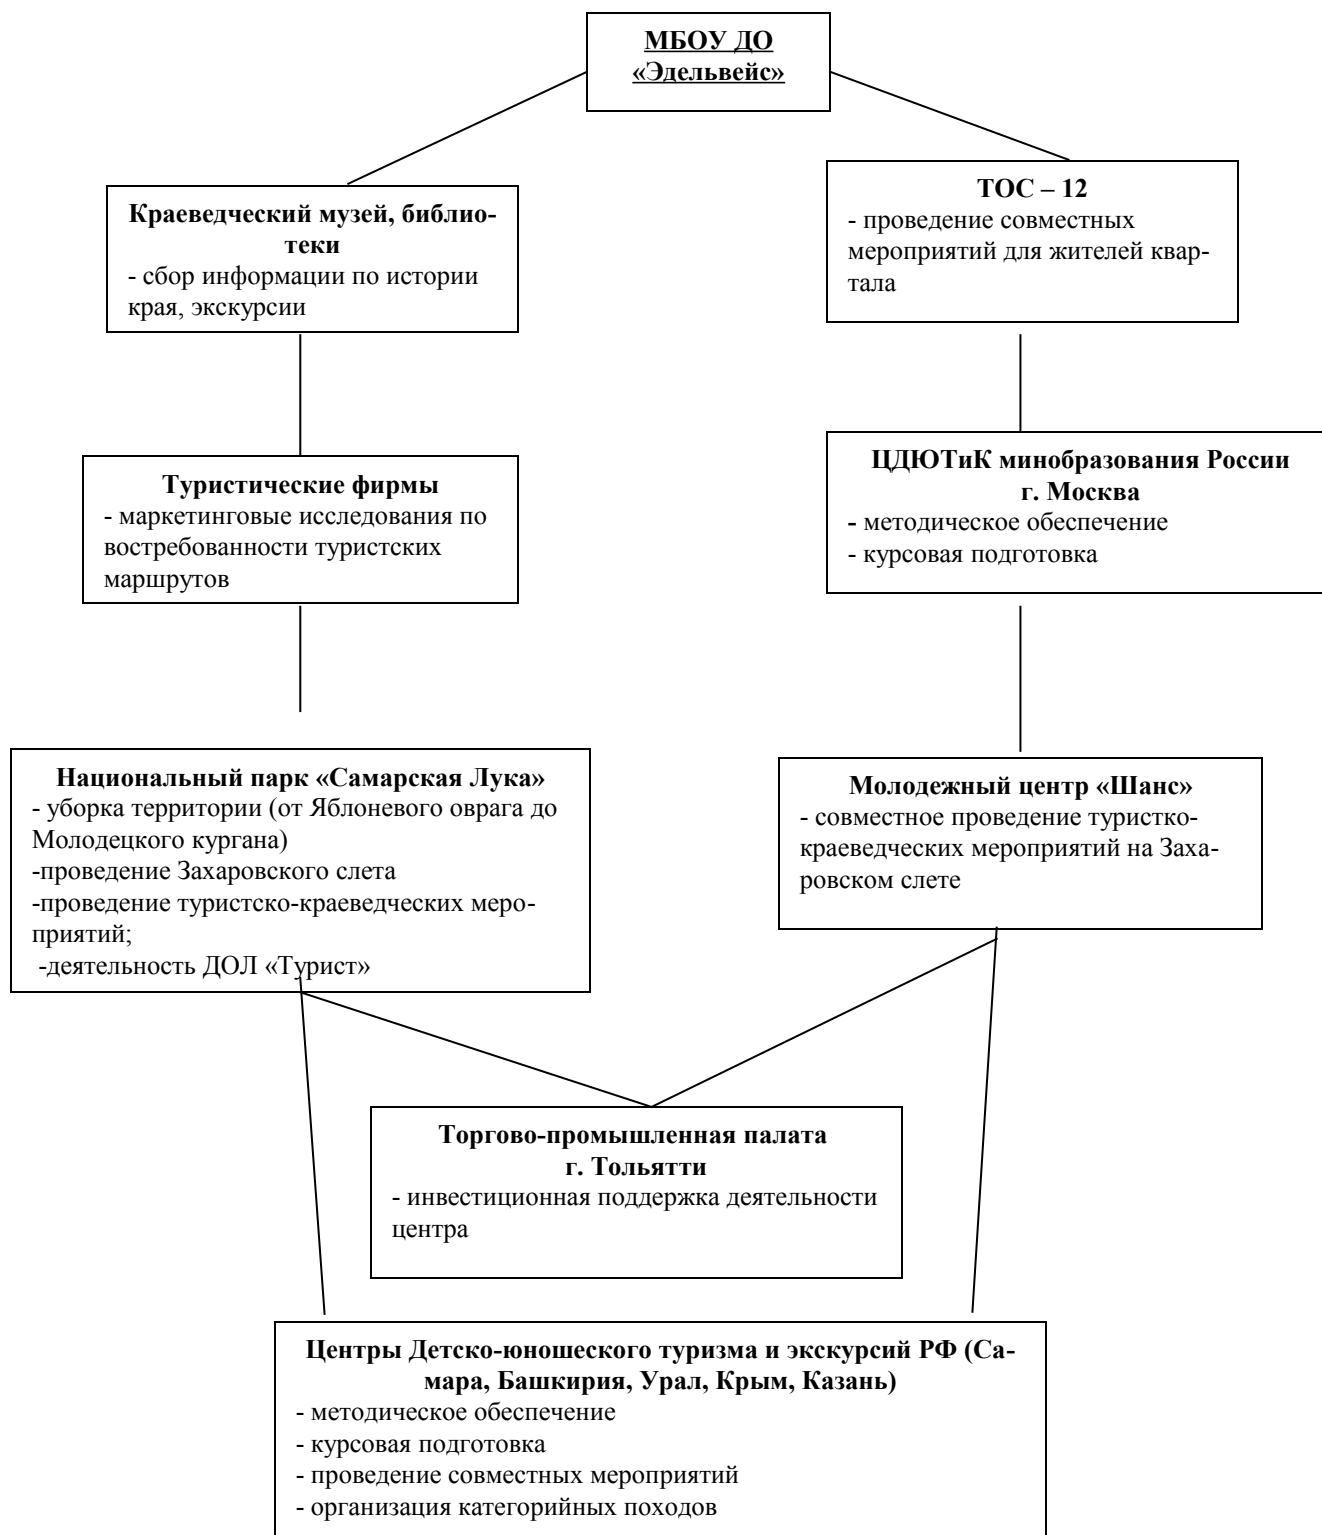 МБОУ ДО
«Эдельвейс»
Краеведческий музей, библио-
теки
- сбор информации по истории
края, экскурсии
ТОС – 12
- проведение совместных
мероприятий для жителей квар-
тала
Туристические фирмы
- маркетинговые исследования по
востребованности туристских
маршрутов
ЦДЮТиК минобразования России
г. Москва
- методическое обеспечение
- курсовая подготовка
Национальный парк «Самарская Лука»
- уборка территории (от Яблоневого оврага до
Молодецкого кургана)
-проведение Захаровского слета
-проведение туристско-краеведческих меро-
приятий;
-деятельность ДОЛ «Турист»
Молодежный центр «Шанс»
- совместное проведение туристко-
краеведческих мероприятий на Заха-
ровском слете
Торгово-промышленная палата
г. Тольятти
- инвестиционная поддержка деятельности
центра
Центры Детско-юношеского туризма и экскурсий РФ (Са-
мара, Башкирия, Урал, Крым, Казань)
- методическое обеспечение
- курсовая подготовка
- проведение совместных мероприятий
- организация категорийных походов